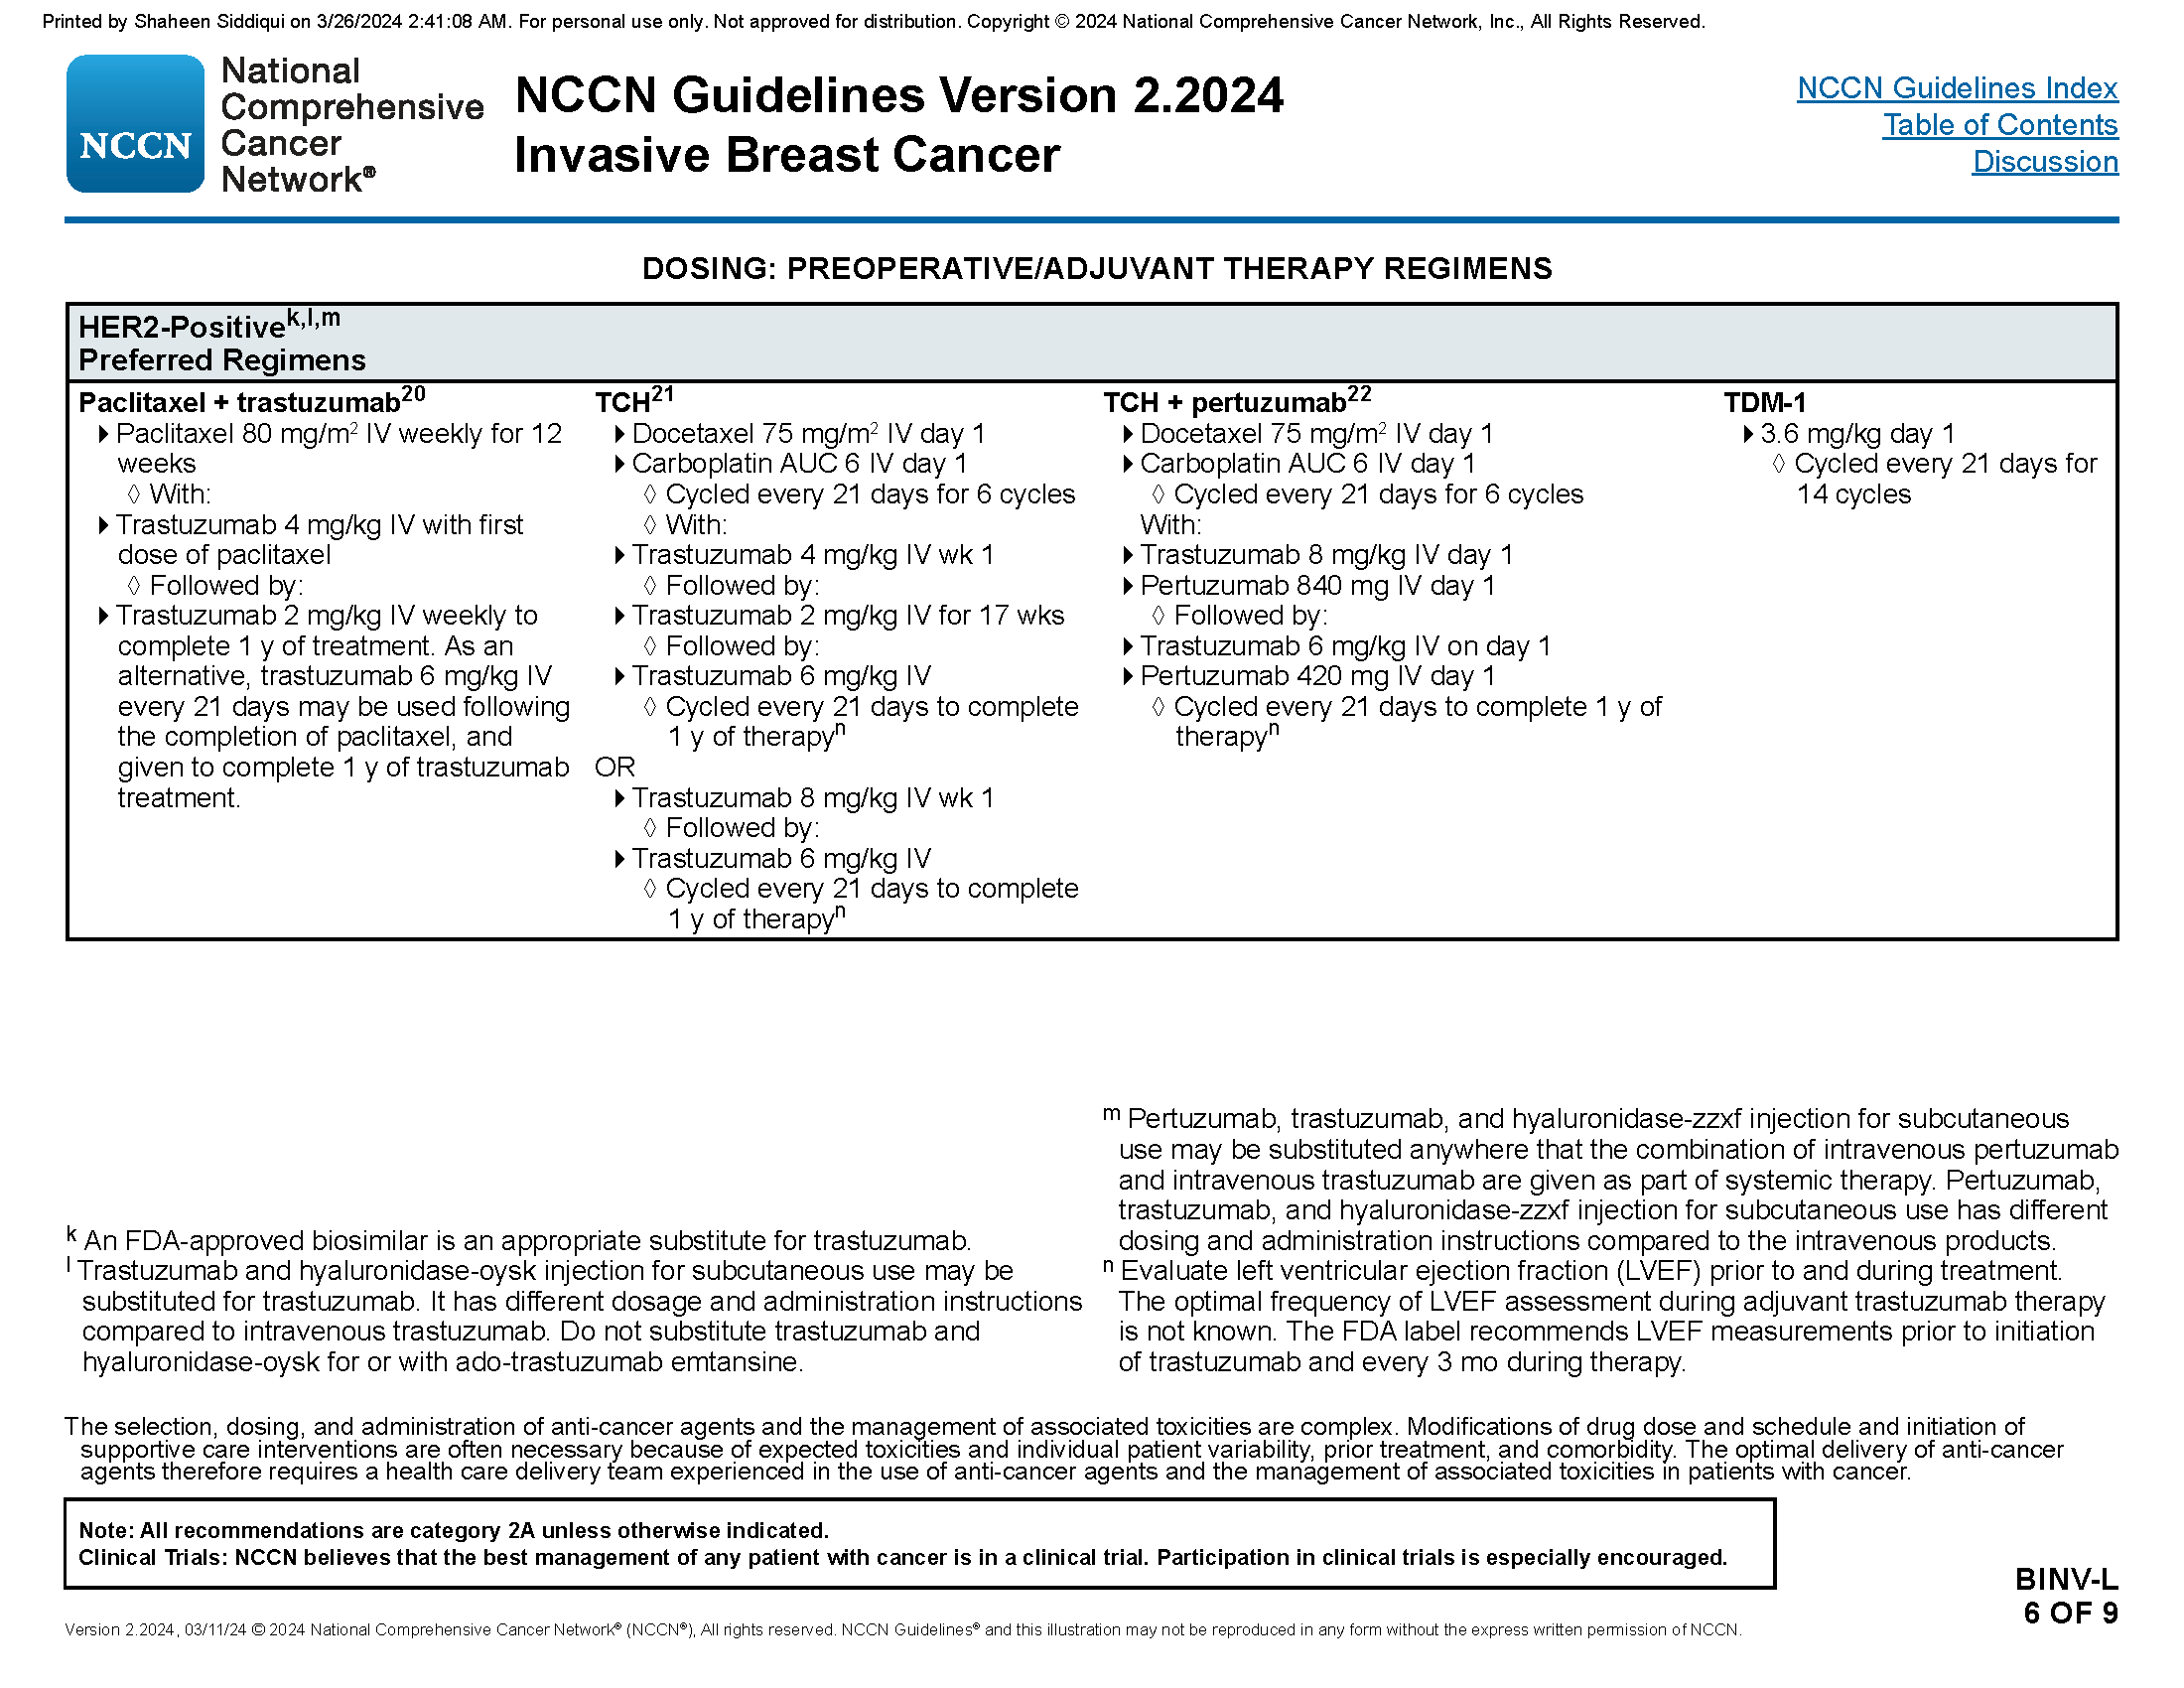 Printed by Shaheen Siddiqui on 3/26/2024 2:41:08 AM. For personal use only. Not approved for distribution. Copyright © 2024 National Comprehensive Cancer Network, Inc., All Rights Reserved.
NCCN
National
Comprehensive
Cancer
Network®
NCCN Guidelines Version 2.2024
Invasive Breast Cancer
NCCN Guidelines Index
Table of Contents
Discussion
DOSING: PREOPERATIVE/ADJUVANT THERAPY REGIMENS
HER2-Positivek,l,m
Preferred Regimens
Paclitaxel + trastuzumab20
Paclitaxel 80 mg/m2 IV weekly for 12
weeks
◊ With:
Trastuzumab 4 mg/kg IV with first
dose of paclitaxel
◊ Followed by:
Trastuzumab 2 mg/kg IV weekly to
complete 1 y of treatment. As an
alternative, trastuzumab 6 mg/kg IV
every 21 days may be used following
the completion of paclitaxel, and
given to complete 1 y of trastuzumab
treatment.
TCH21
Docetaxel 75 mg/m2 IV day 1
Carboplatin AUC 6 IV day 1
◊ Cycled every 21 days for 6 cycles
◊ With:
Trastuzumab 4 mg/kg IV wk 1
◊ Followed by:
Trastuzumab 2 mg/kg IV for 17 wks
◊ Followed by:
Trastuzumab 6 mg/kg IV
◊ Cycled every 21 days to complete
1 y of therapyn
OR
Trastuzumab 8 mg/kg IV wk 1
◊ Followed by:
Trastuzumab 6 mg/kg IV
◊ Cycled every 21 days to complete
1 y of therapyn
TCH + pertuzumab22
Docetaxel 75 mg/m2 IV day 1
Carboplatin AUC 6 IV day 1
◊ Cycled every 21 days for 6 cycles
With:
Trastuzumab 8 mg/kg IV day 1
Pertuzumab 840 mg IV day 1
◊ Followed by:
Trastuzumab 6 mg/kg IV on day 1
Pertuzumab 420 mg IV day 1
◊ Cycled every 21 days to complete 1 y of
therapyn
TDM-1
3.6 mg/kg day 1
◊ Cycled every 21 days for
14 cycles
k An FDA-approved biosimilar is an appropriate substitute for trastuzumab.
l Trastuzumab and hyaluronidase-oysk injection for subcutaneous use may be
substituted for trastuzumab. It has different dosage and administration instructions
compared to intravenous trastuzumab. Do not substitute trastuzumab and
hyaluronidase-oysk for or with ado-trastuzumab emtansine.
m Pertuzumab, trastuzumab, and hyaluronidase-zzxf injection for subcutaneous
use may be substituted anywhere that the combination of intravenous pertuzumab
and intravenous trastuzumab are given as part of systemic therapy. Pertuzumab,
trastuzumab, and hyaluronidase-zzxf injection for subcutaneous use has different
dosing and administration instructions compared to the intravenous products.
n Evaluate left ventricular ejection fraction (LVEF) prior to and during treatment.
The optimal frequency of LVEF assessment during adjuvant trastuzumab therapy
is not known. The FDA label recommends LVEF measurements prior to initiation
of trastuzumab and every 3 mo during therapy.
The selection, dosing, and administration of anti-cancer agents and the management of associated toxicities are complex. Modifications of drug dose and schedule and initiation of
supportive care interventions are often necessary because of expected toxicities and individual patient variability, prior treatment, and comorbidity. The optimal delivery of anti-cancer
agents therefore requires a health care delivery team experienced in the use of anti-cancer agents and the management of associated toxicities in patients with cancer.
Note: All recommendations are category 2A unless otherwise indicated.
Clinical Trials: NCCN believes that the best management of any patient with cancer is in a clinical trial. Participation in clinical trials is especially encouraged.
BINV-L
6 OF 9
Version 2.2024, 03/11/24 © 2024 National Comprehensive Cancer Network® (NCCN®), All rights reserved. NCCN Guidelines® and this illustration may not be reproduced in any form without the express written permission of NCCN.